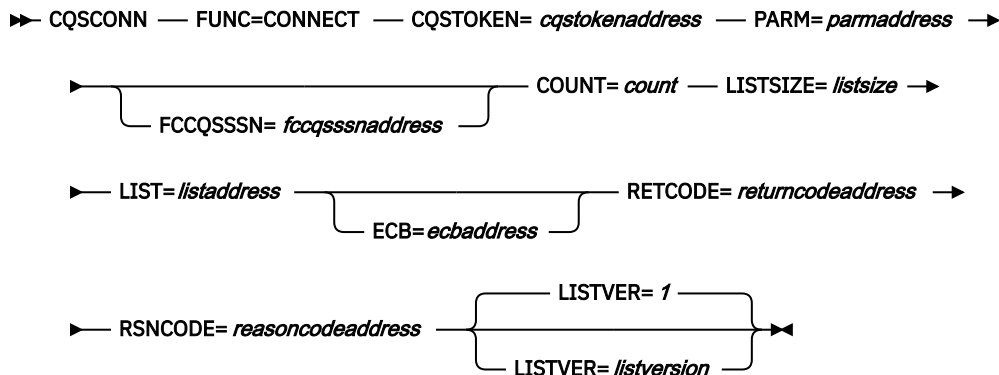 CQSCONN FUNC=CONNECT CQSTOKEN= cqstokenaddress PARM= parmaddress
COUNT= count LISTSIZE= listsize
FCCQSSSN= fccqsssnaddress
LIST= listaddress RETCODE= returncodeaddress
ECB= ecbaddress
LISTVER= 1
RSNCODE= reasoncodeaddress
LISTVER= listversion